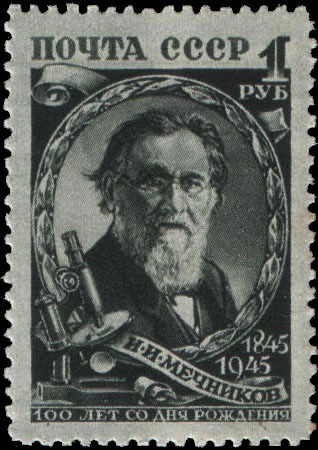 ПОЧТА СССР 1
РУБ
И·И·МЕЧНИКОВ
1845
1945
100 ЛЕТ СО ДНЯ РОЖДЕНИЯ